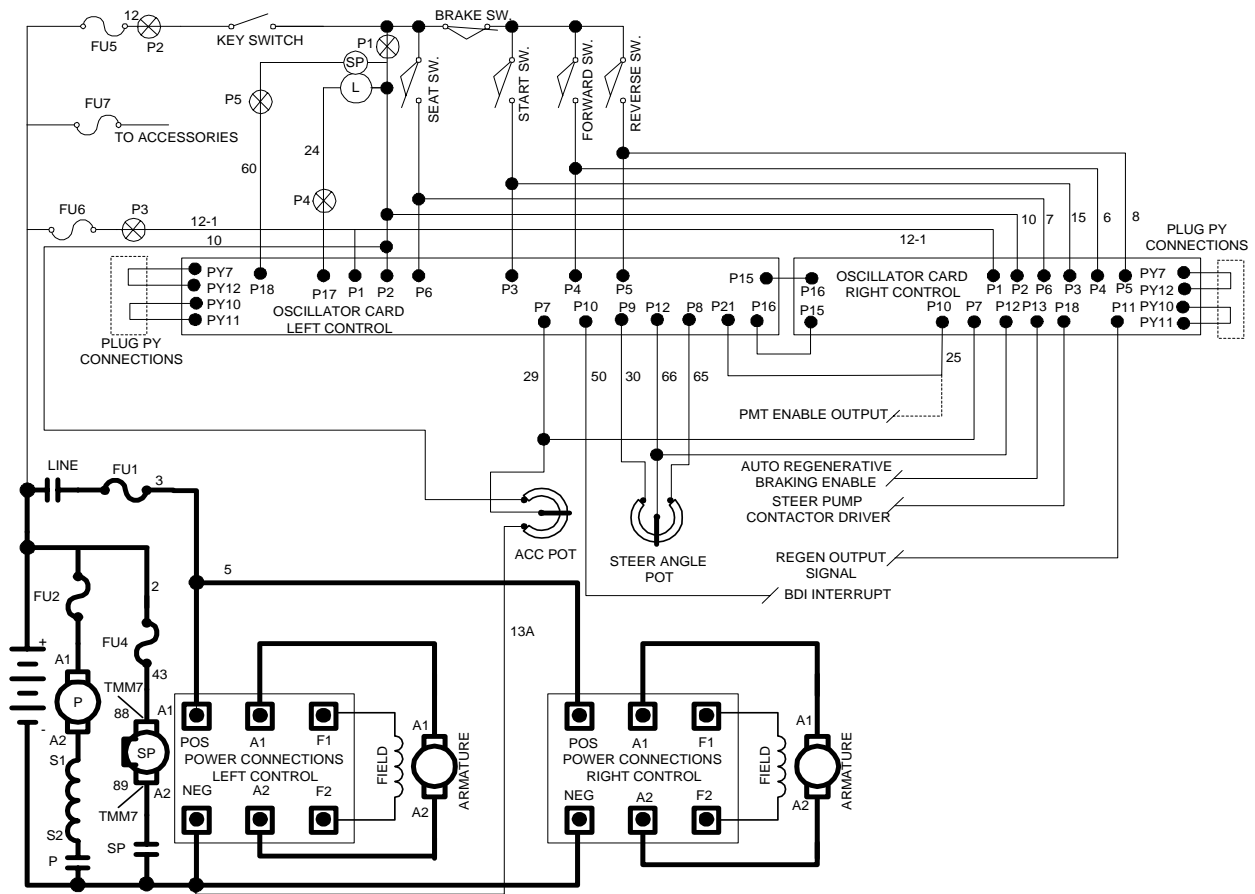 BRAKE SW.
12
FU5
P2
KEY SWITCH
P1
SP
L
P5
SEAT SW.
START SW.
FORWARD SW.
REVERSE SW.
FU7
TO ACCESSORIES
24
60
P4
FU6
P3
12-1
10
12-1
10
7
15
6
8
PLUG PY
CONNECTIONS
PY7
PY12
PY10
PY11
P18
P17
P1
P2
P6
P3
P4
P5
OSCILLATOR CARD
LEFT CONTROL
P7
P10
P9
P12
P8
P21
P16
P15
P16
P15
OSCILLATOR CARD
RIGHT CONTROL
P1
P2
P6
P3
P4
P5
P10
P7
P12
P13
P18
P11
PY7
PY12
PY10
PY11
PLUG PY
CONNECTIONS
29
50
30
66
65
25
PMT ENABLE OUTPUT
AUTO REGENERATIVE
BRAKING ENABLE
STEER PUMP
CONTACTOR DRIVER
REGEN OUTPUT
SIGNAL
BDI INTERRUPT
LINE
FU1
3
ACC POT
STEER ANGLE
POT
5
13A
FU2
2
FU4
43
+
-
A1
P
A2
S1
S2
P
TMM7
88
A1
SP
89
A2
TMM7
SP
POS
A1
F1
POWER CONNECTIONS
LEFT CONTROL
NEG
A2
F2
FIELD
A1
A2
ARMATURE
POS
A1
F1
POWER CONNECTIONS
RIGHT CONTROL
NEG
A2
F2
FIELD
A1
A2
ARMATURE